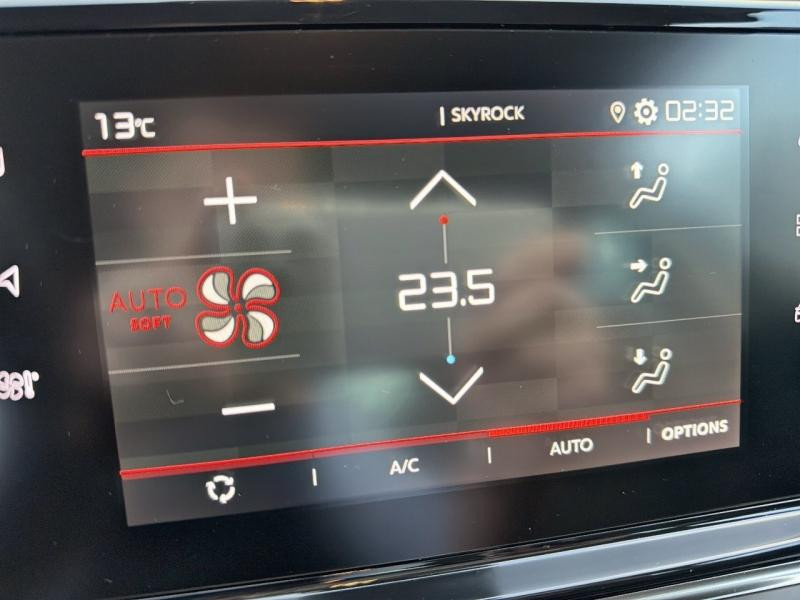 13°C
| SKYROCK
02:32
AUTO
SOFT
23.5
A/C
AUTO
OPTIONS